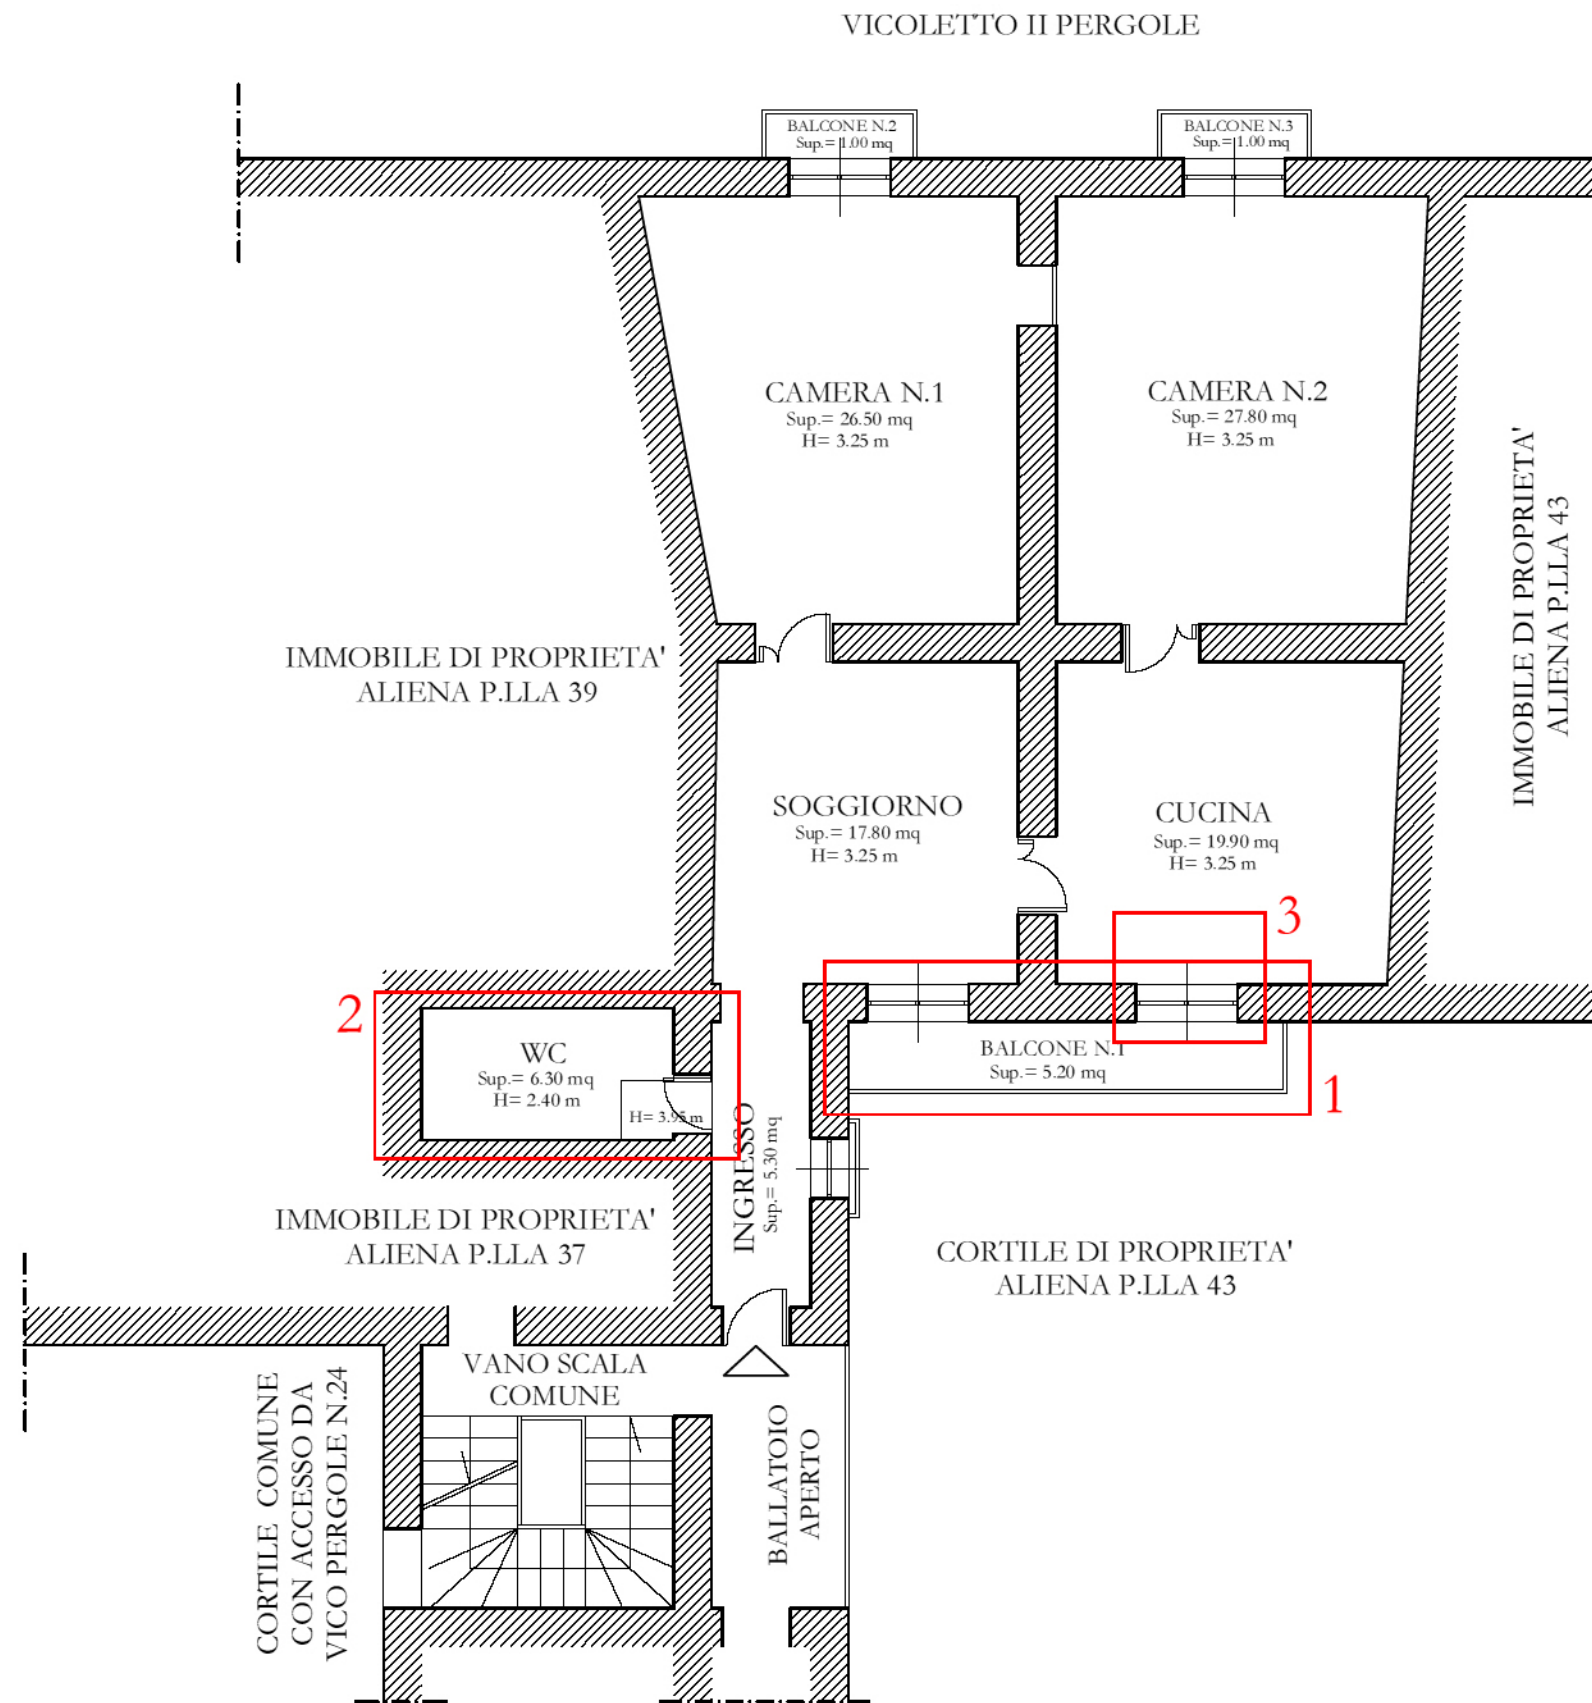 VICOLETTO II PERGOLE
BALCONE N.2
Sup.= 1.00 mq
BALCONE N.3
Sup.= 1.00 mq
CAMERA N.1
Sup.= 26.50 mq
H= 3.25 m
CAMERA N.2
Sup.= 27.80 mq
H= 3.25 m
IMMOBILE DI PROPRIETA'
ALIENA P.LLA 43
IMMOBILE DI PROPRIETA'
ALIENA P.LLA 39
SOGGIORNO
Sup.= 17.80 mq
H= 3.25 m
CUCINA
Sup.= 19.90 mq
H= 3.25 m
3
2
WC
Sup.= 6.30 mq
H= 2.40 m
H= 3.95 m
BALCONE N.1
Sup.= 5.20 mq
1
INGRESSO
Sup.= 5.30 mq
IMMOBILE DI PROPRIETA'
ALIENA P.LLA 37
CORTILE DI PROPRIETA'
ALIENA P.LLA 43
VANO SCALA
COMUNE
CORTILE COMUNE
CON ACCESSO DA
VICO PERGOLE N.24
BALLATOIO
APERTO